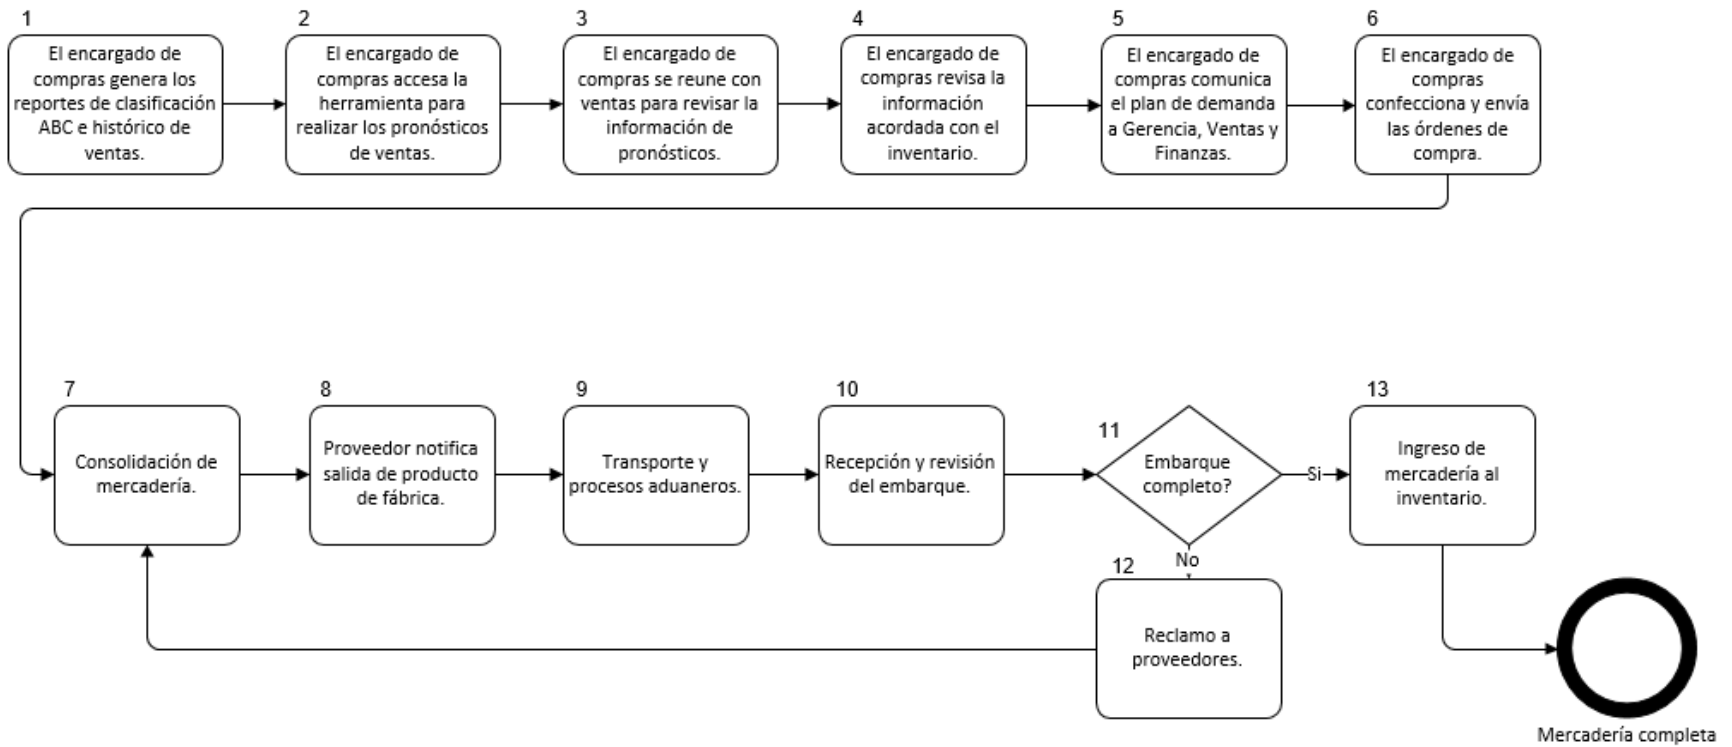 1
El encargado de
compras genera los
reportes de clasificación
ABC e histórico de
ventas.
2
El encargado de
compras accesa la
herramienta para
realizar los pronósticos
de ventas.
3
El encargado de
compras se reune con
ventas para revisar la
información de
pronósticos.
4
El encargado de
compras revisa la
información
acordada con el
inventario.
5
El encargado de
compras comunica
el plan de demanda
a Gerencia, Ventas y
Finanzas.
6
El encargado de
compras
confecciona y envía
las órdenes de
compra.
7
Consolidación de
mercadería.
8
Proveedor notifica
salida de producto
de fábrica.
9
Transporte y
procesos aduaneros.
10
Recepción y revisión
del embarque.
11
Embarque
completo?
Si
No
12
Reclamo a
proveedores.
13
Ingreso de
mercadería al
inventario.
Mercadería completa